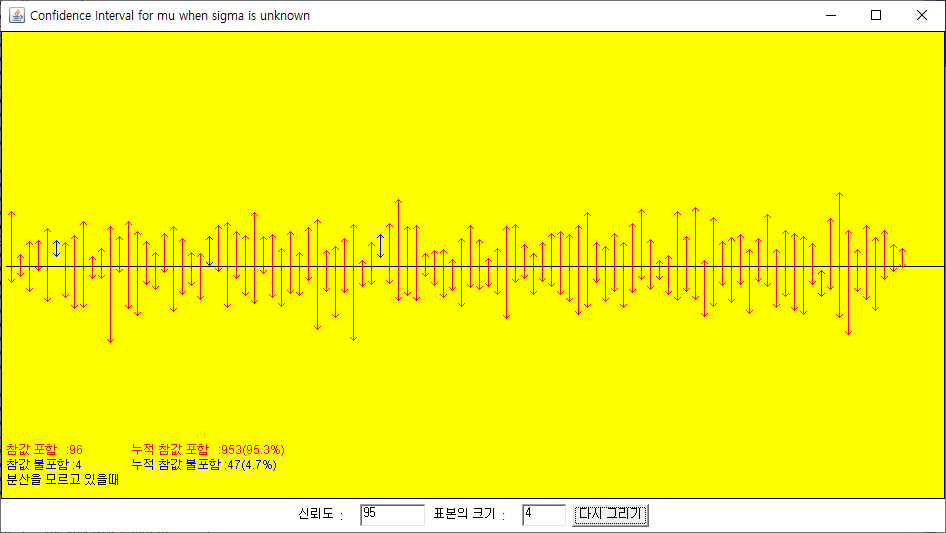 Confidence Interval for mu when sigma is unknown
참값 포함 :96 누적 참값 포함 :953(95.3%)
참값 불포함 :4 누적 참값 불포함 :47(4.7%)
분산을 모르고 있을때
신뢰도 : 95 표본의 크기 : 4 다시 그리기